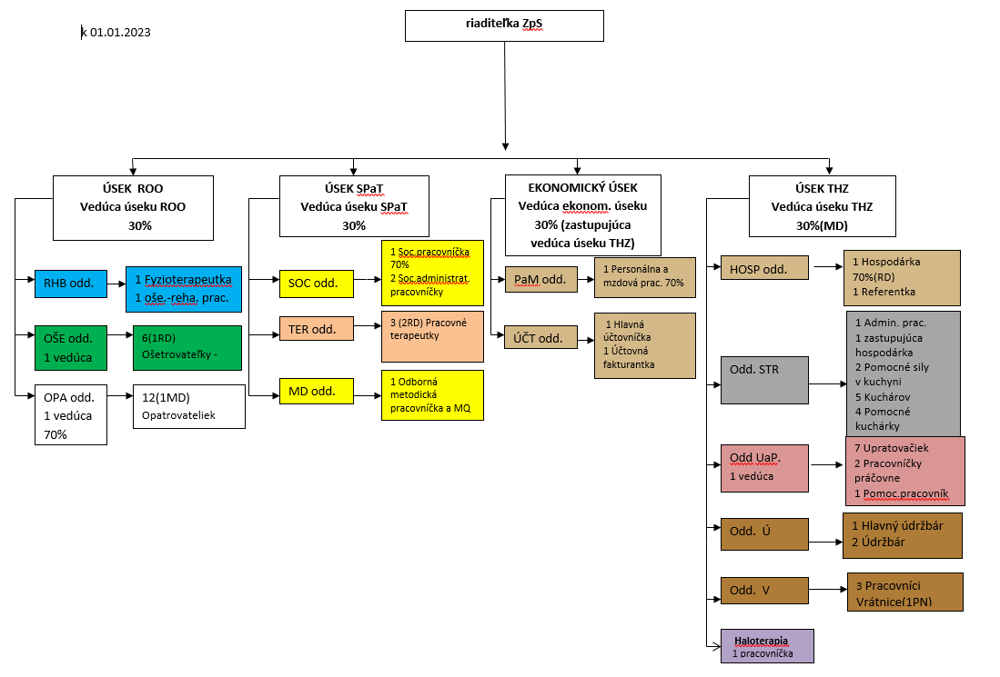 riaditeľka ZpS
k 01.01.2023
ÚSEK ROO
Vedúca úseku ROO
30%
ÚSEK SPaT
Vedúca úseku SPaT
30%
EKONOMICKÝ ÚSEK
Vedúca ekonom. úseku
30% (zastupujúca
vedúca úseku THZ)
ÚSEK THZ
Vedúca úseku THZ
30%(MD)
RHB odd.
1 Fyzioterapeutka
1 oše.-reha. prac.
OŠE odd.
1 vedúca
6(1RD)
Ošetrovateľky -
OPA odd.
1 vedúca
70%
12(1MD)
Opatrovateliek
SOC odd.
1 Soc.pracovníčka
70%
2 Soc.administrat.
pracovníčky
TER odd.
3 (2RD) Pracovné
terapeutky
MD odd.
1 Odborná
metodická
pracovníčka a MQ
PaM odd.
1 Personálna a
mzdová prac. 70%
ÚČT odd.
1 Hlavná
účtovníčka
1 Účtovna
fakturantka
HOSP odd.
1 Hospodárka
70%(RD)
1 Referentka
Odd. STR
1 Admin. prac.
1 zastupujúca
hospodárka
2 Pomocné sily
v kuchyni
5 Kuchárov
4 Pomocné
kuchárky
Odd UaP.
1 vedúca
7 Upratovačiek
2 Pracovníčky
práčovne
1 Pomoc.pracovník
Odd. Ú
1 Hlavný údržbár
2 Údržbár
Odd. V
3 Pracovníci
Vrátnice(1PN)
Haloterapia
1 pracovníčka